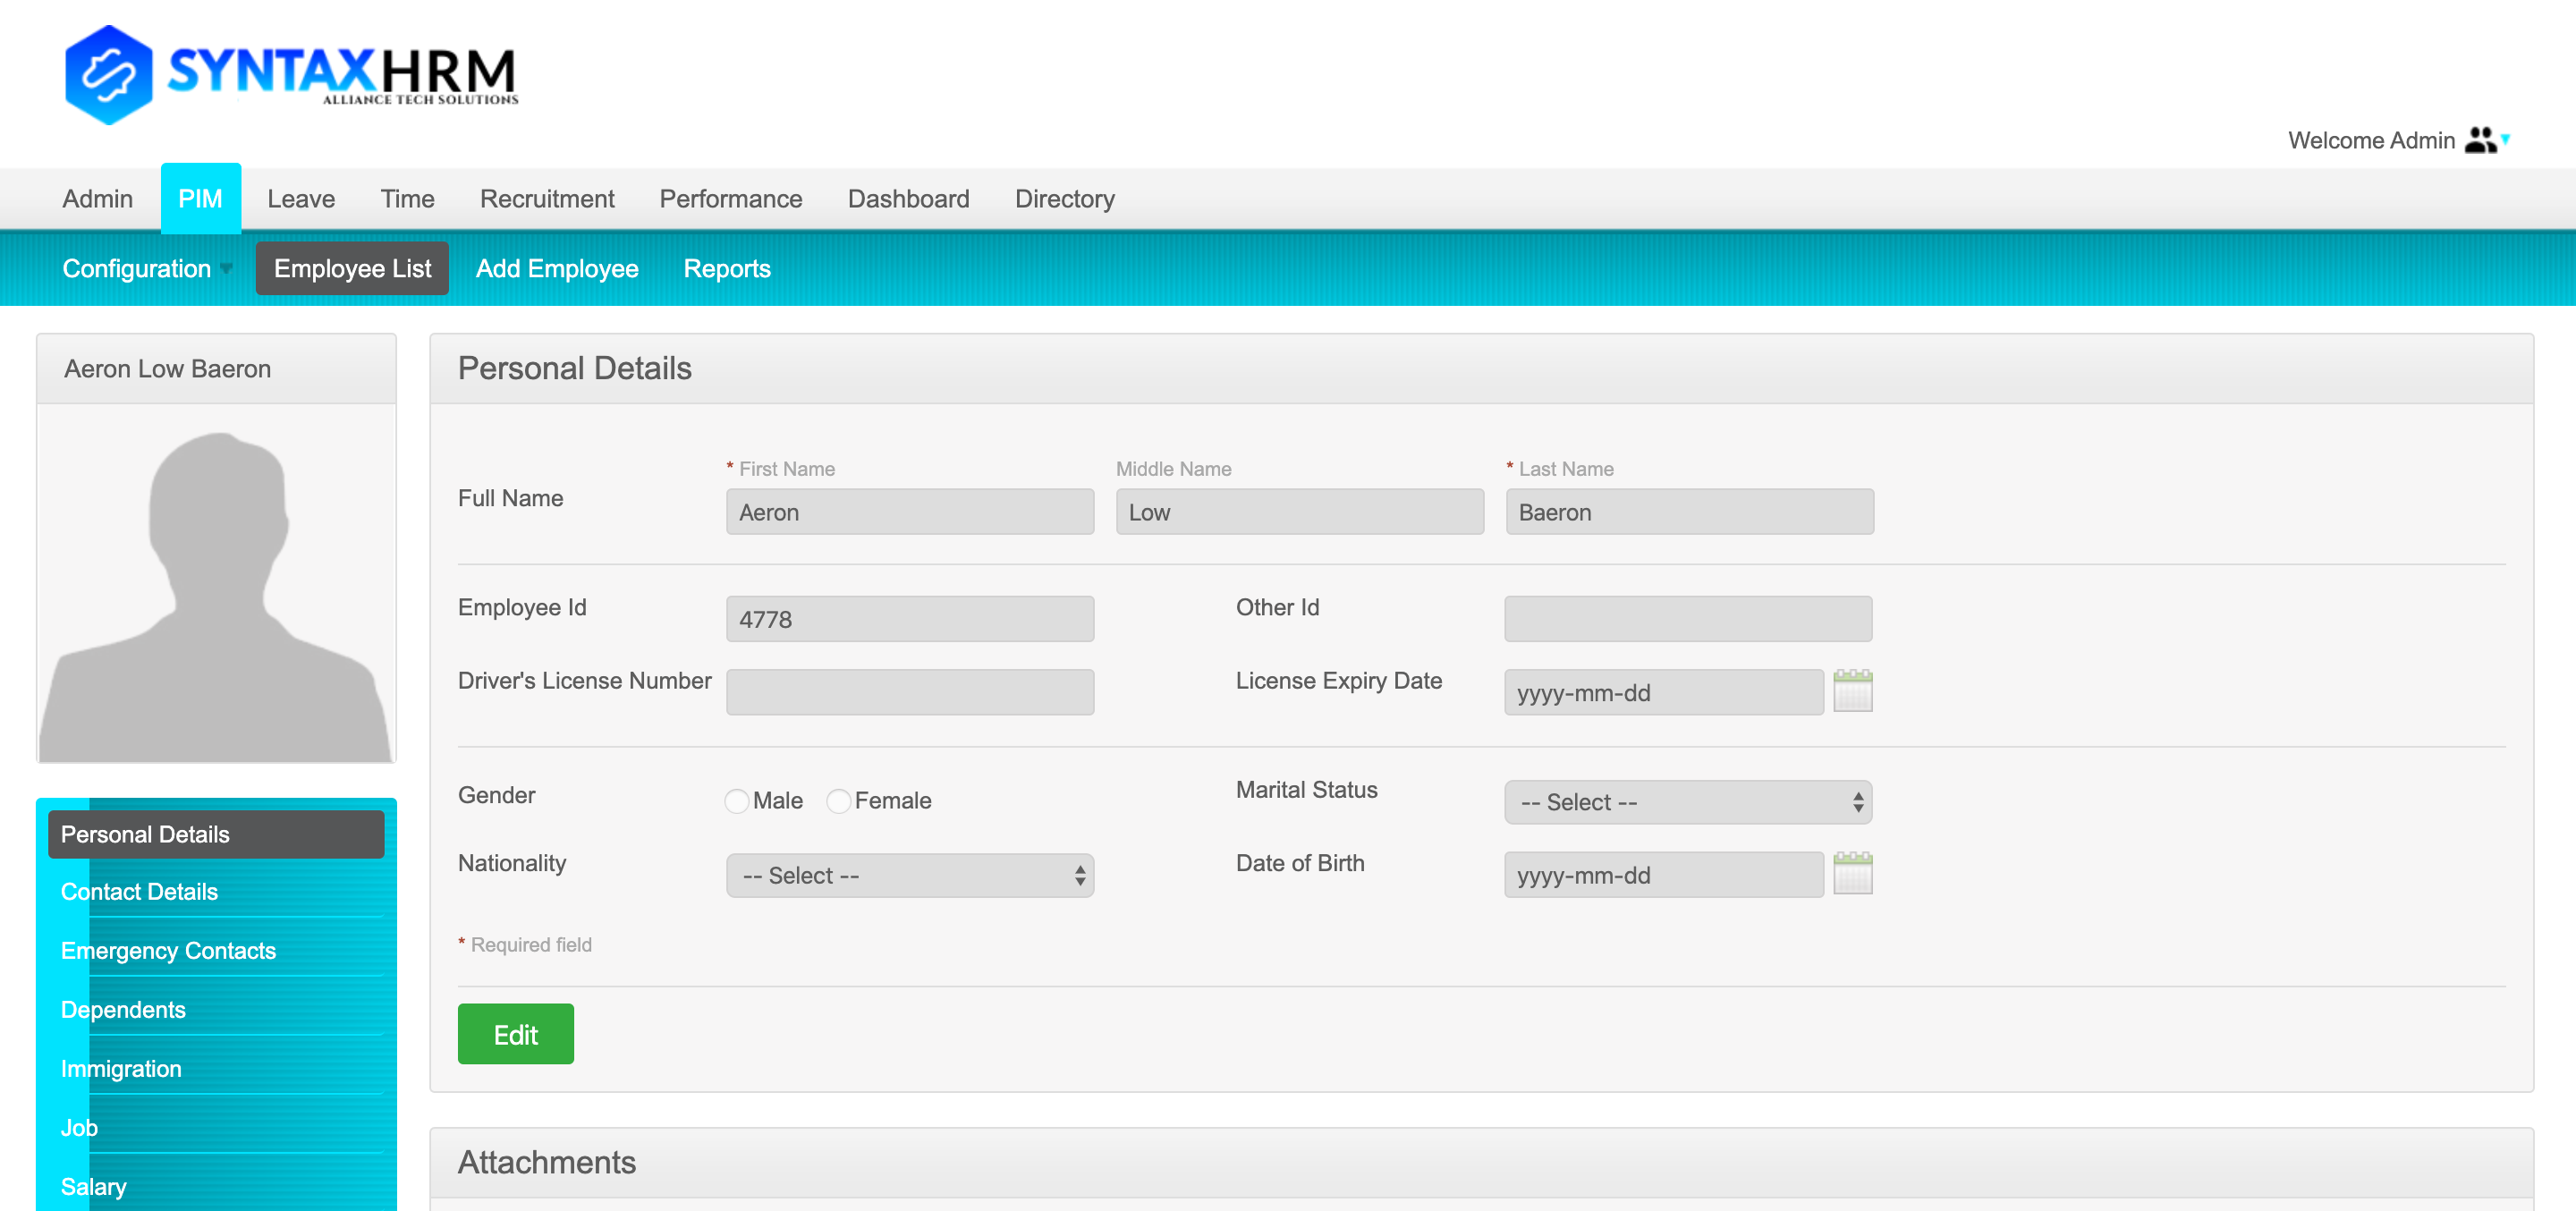 SYNTAXHRM
ALLIANCE TECH SOLUTIONS
Welcome Admin
Admin PIM Leave Time Recruitment Performance Dashboard Directory
Configuration Employee List Add Employee Reports
Aeron Low Baeron
Personal Details
* First Name Middle Name * Last Name
Full Name Aeron Low Baeron
Employee Id 4778 Other Id
Driver's License Number License Expiry Date yyyy-mm-dd
Gender Male Female Marital Status -- Select --
Nationality -- Select -- Date of Birth yyyy-mm-dd
* Required field
Edit
Personal Details
Contact Details
Emergency Contacts
Dependents
Immigration
Job
Salary
Attachments